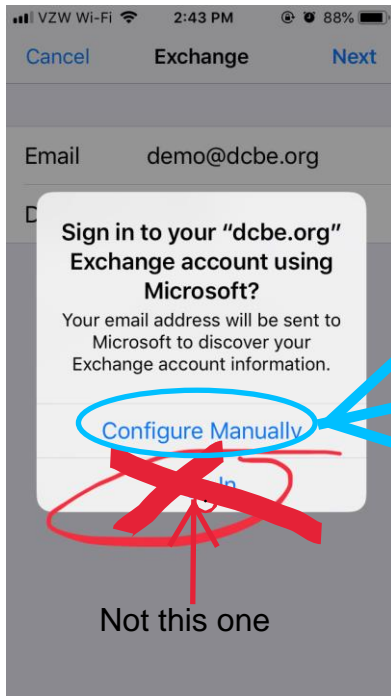 VZW Wi-Fi 2:43 PM 88%
Cancel Exchange Next
Email demo@dcbe.org
D
Sign in to your “dcbe.org”
Exchange account using
Microsoft?
Your email address will be sent to
Microsoft to discover your
Exchange account information.
Configure Manually
In
Not this one